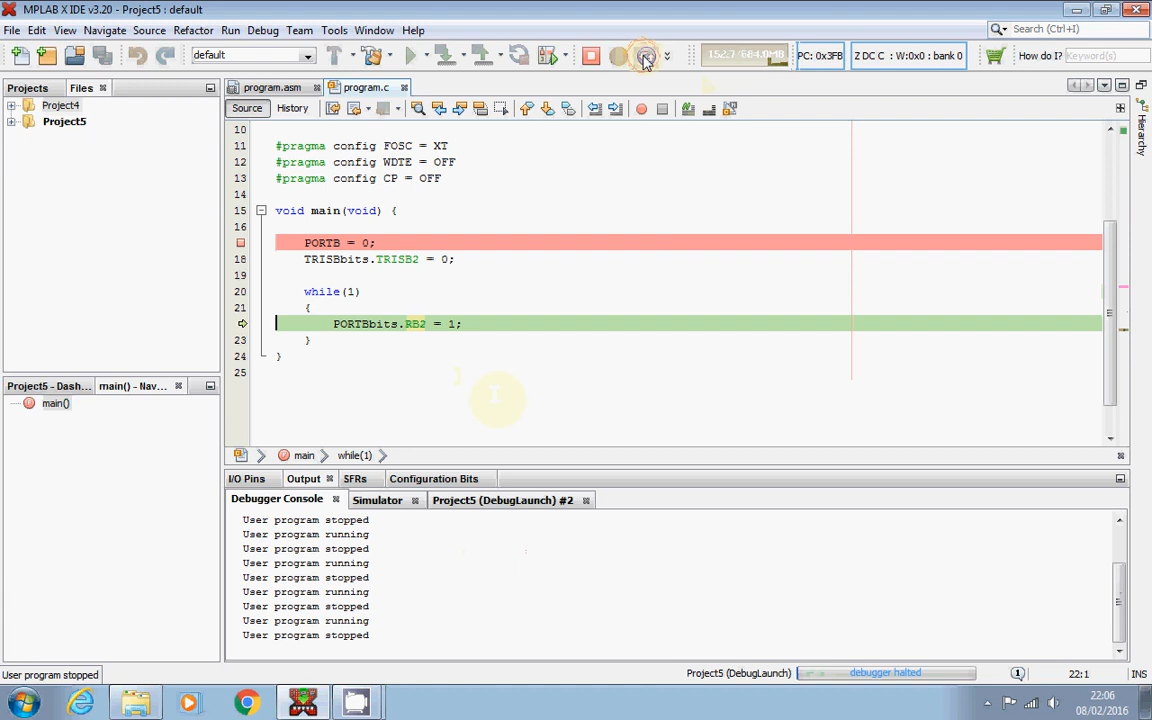 MPLAB X IDE v3.20 - Project5 : default
File Edit View Navigate Source Refactor Run Debug Team Tools Window Help
Search (Ctrl+I)
default
PC: 0x3FB
Z DC C : W:0x0 : bank 0
How do I?
Keyword(s)
Projects
Files
program.asm
program.c
Source
History
Project4
Project5
Hierarchy
10
11 #pragma config FOSC = XT
12 #pragma config WDTE = OFF
13 #pragma config CP = OFF
14
15 void main(void) {
16
PORTB = 0;
18 TRISBbits.TRISB2 = 0;
19
20 while(1)
21 {
PORTBbits.RB2 = 1;
23 }
24 }
25
Project5 - Dash...
main() - Nav...
main()
main
while(1)
I/O Pins
Output
SFRs
Configuration Bits
Debugger Console
Simulator
Project5 (DebugLaunch) #2
User program stopped
User program running
User program stopped
User program running
User program stopped
User program running
User program stopped
User program running
User program stopped
User program stopped
Project5 (DebugLaunch)
debugger halted
1
22:1
INS
22:06
08/02/2016